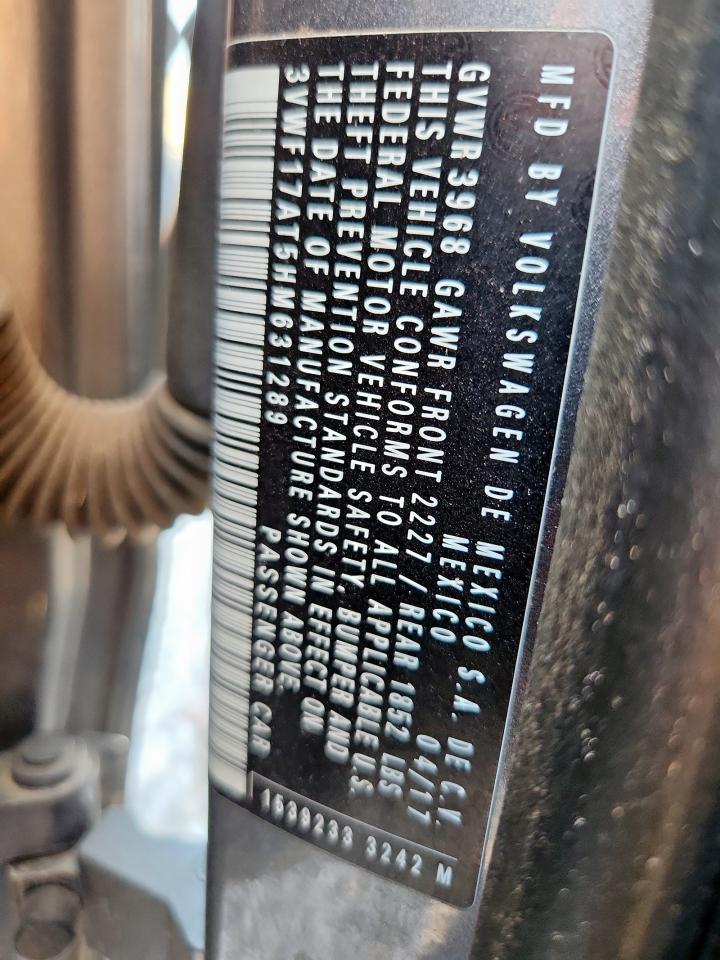 MFD BY VOLKSWAGEN DE MEXICO S.A. DE C.V.
MEXICO 04/17
GVWR3968 GAWR FRONT 2227 / REAR 1852 LBS
THIS VEHICLE CONFORMS TO ALL APPLICABLE U.S.
FEDERAL MOTOR VEHICLE SAFETY, BUMPER AND
THEFT PREVENTION STANDARDS IN EFFECT ON
THE DATE OF MANUFACTURE SHOWN ABOVE.
3VWF17AT5HM631289 PASSENGER CAR
1639233 3242 M